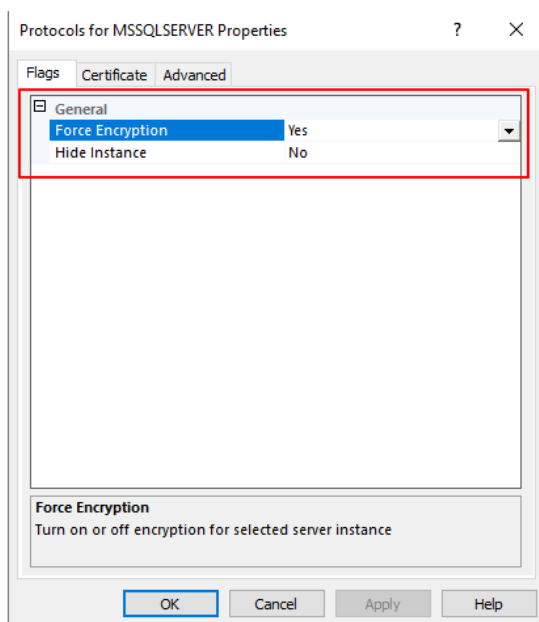 Protocols for MSSQLSERVER Properties ? ×
Flags Certificate Advanced
General
Force Encryption Yes
Hide Instance No
Force Encryption
Turn on or off encryption for selected server instance
OK Cancel Apply Help